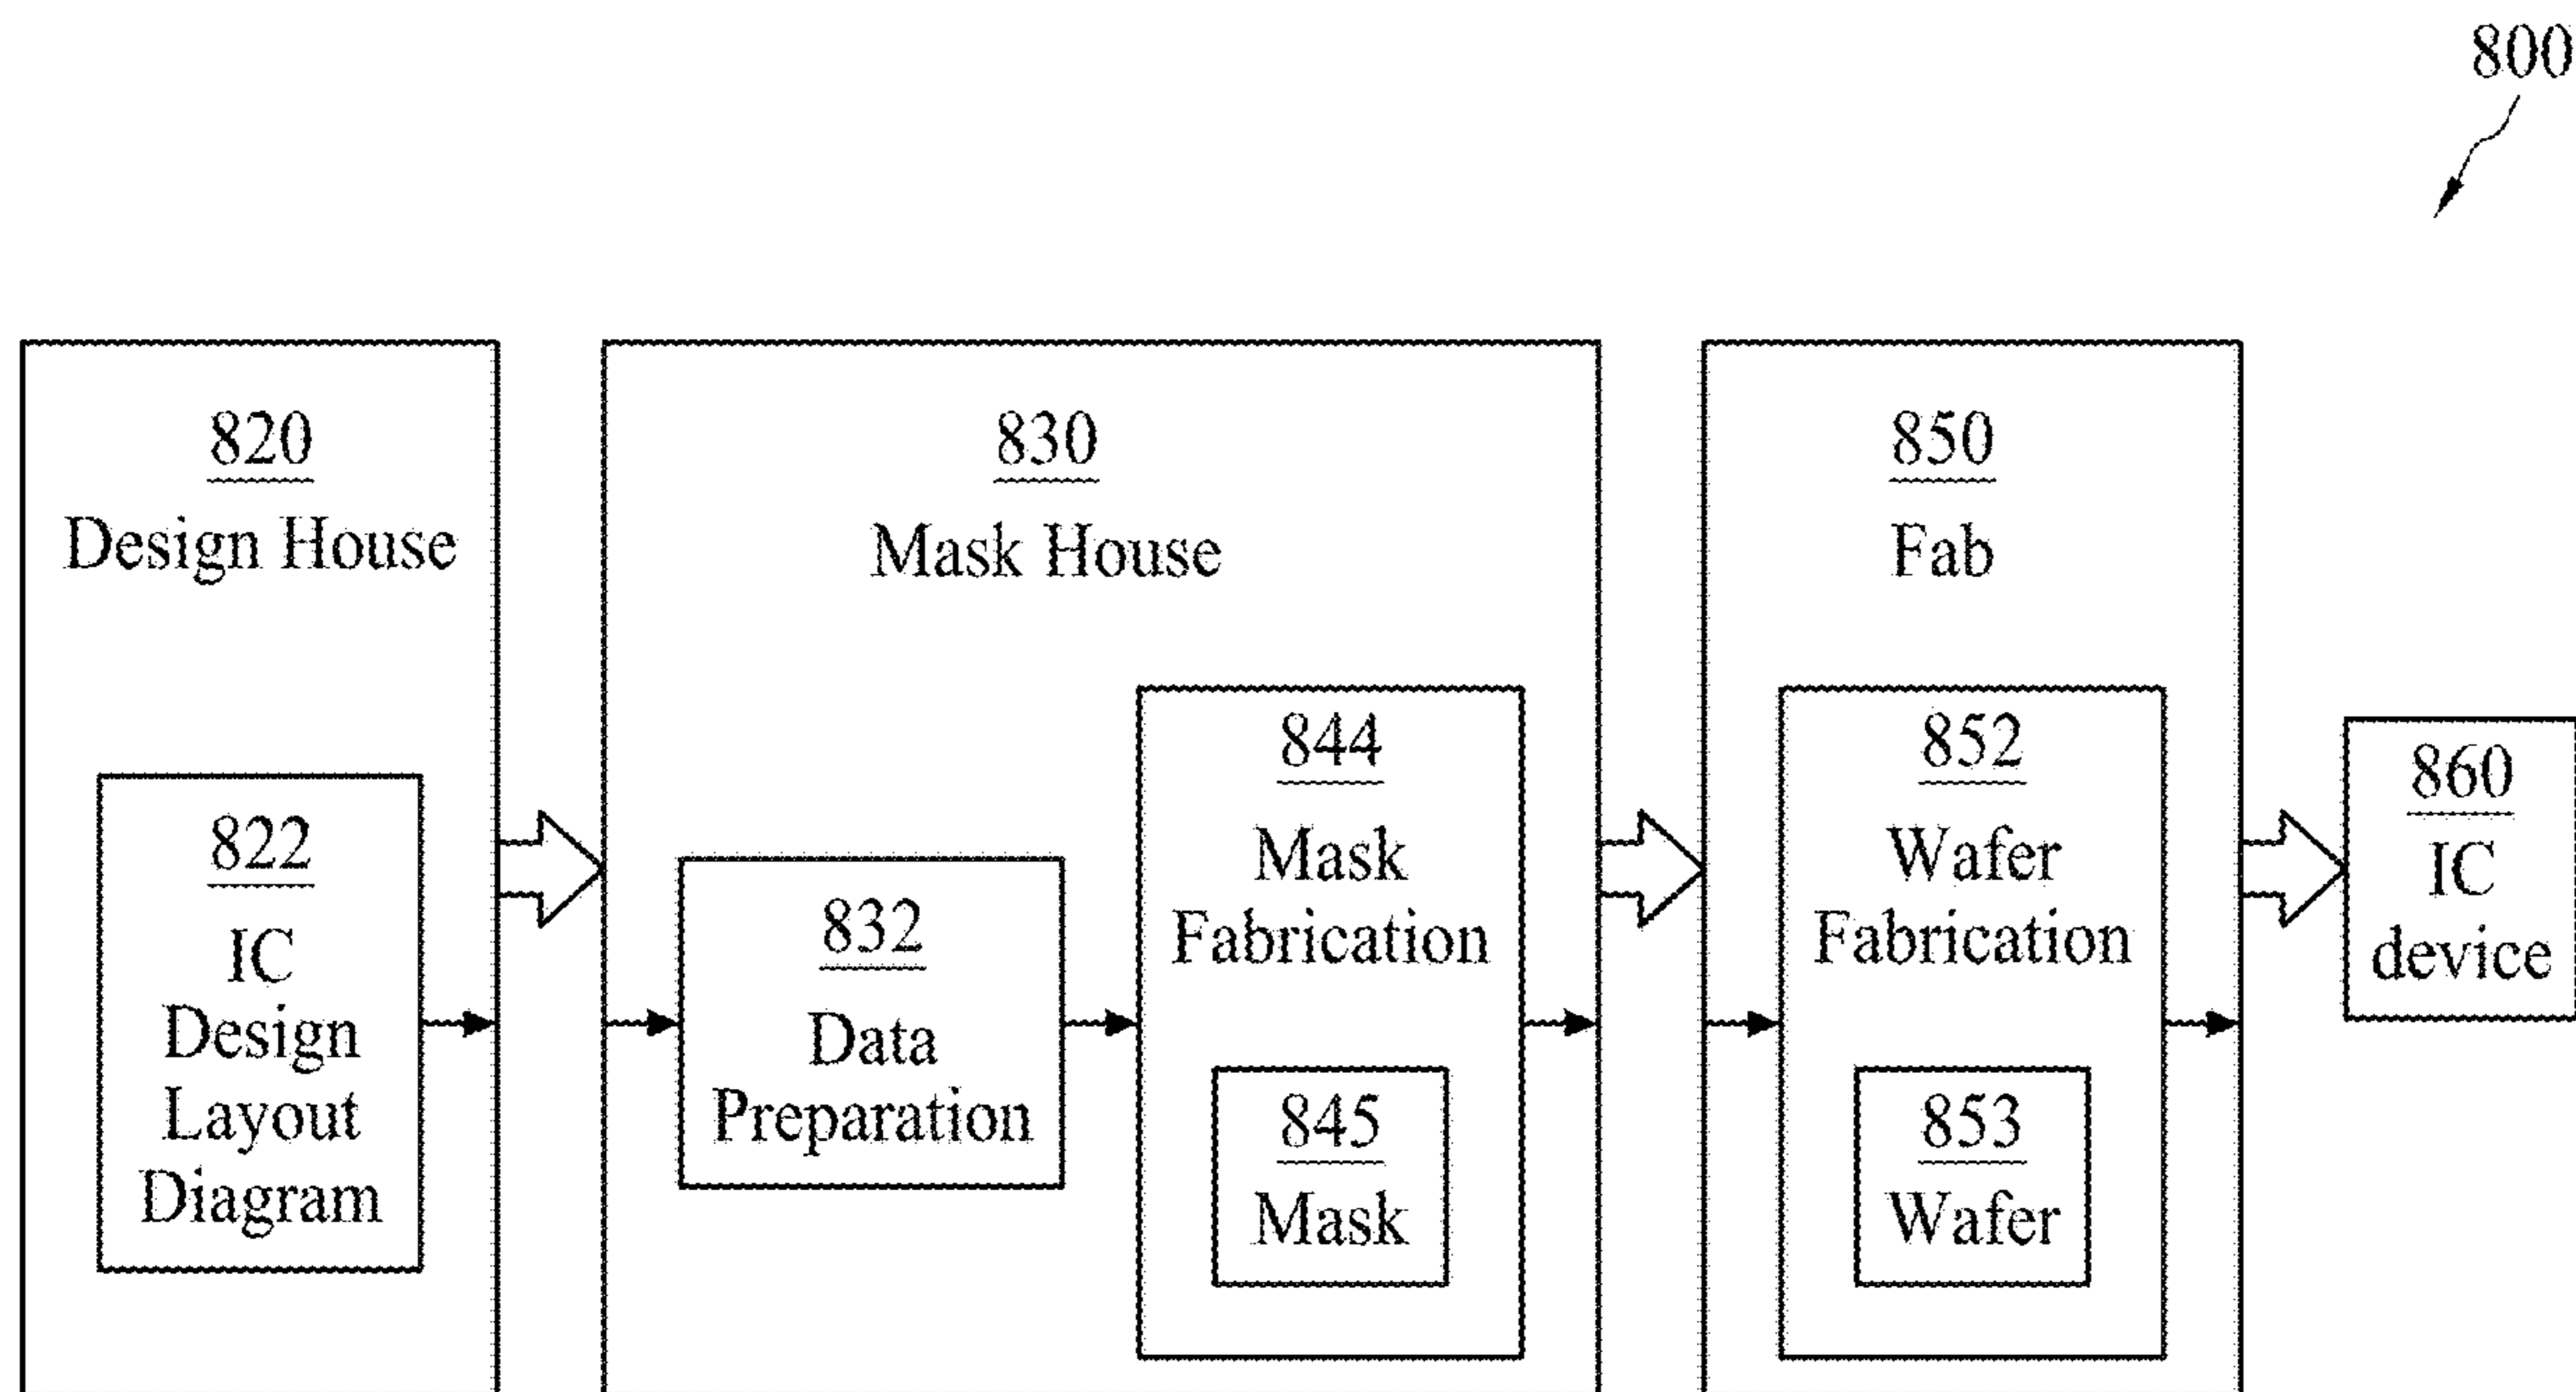 800
820
Design House
822
IC
Design
Layout
Diagram
830
Mask House
832
Data
Preparation
844
Mask
Fabrication
845
Mask
850
Fab
852
Wafer
Fabrication
853
Wafer
860
IC
device